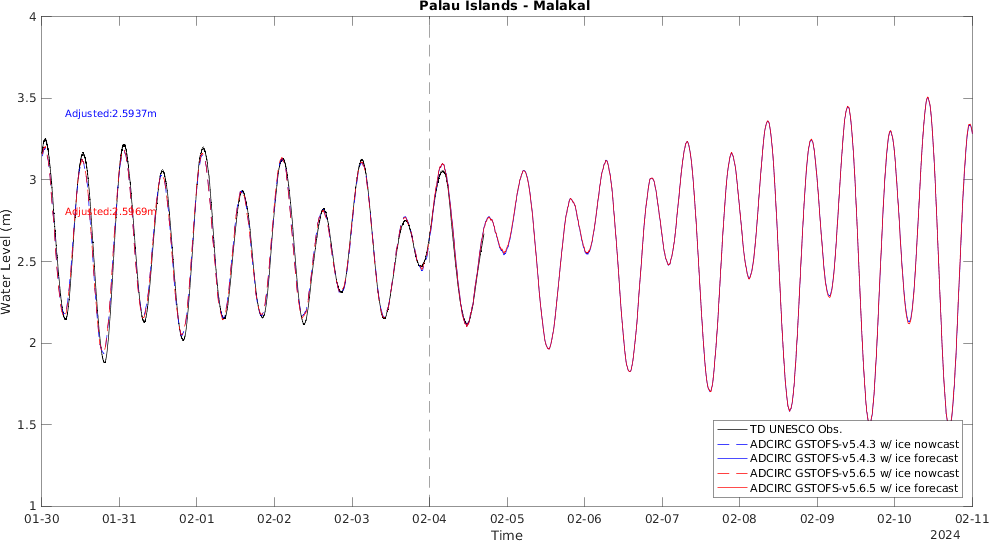 Palau Islands - Malakal
4
3.5
3
2.5
2
1.5
1
Water Level (m)
Adjusted:2.5937m
Adjusted:2.5969m
TD UNESCO Obs.
ADCIRC GSTOFS-v5.4.3 w/ ice nowcast
ADCIRC GSTOFS-v5.4.3 w/ ice forecast
ADCIRC GSTOFS-v5.6.5 w/ ice nowcast
ADCIRC GSTOFS-v5.6.5 w/ ice forecast
01-30 01-31 02-01 02-02 02-03 02-04 02-05 02-06 02-07 02-08 02-09 02-10 02-11
Time
2024